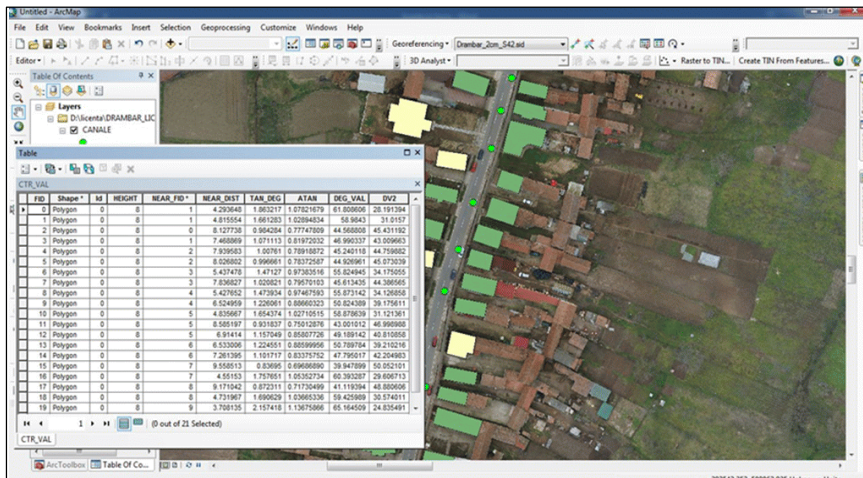 Untitled - ArcMap
File Edit View Bookmarks Insert Selection Geoprocessing Customize Windows Help
Georeferencing Drambar_2cm_S42.aid
Editor 3D Analyst Raster to TIN... Create TIN From Features...
Table Of Contents
Layers
D:\licenta\DRAMBAR_LIC
CANALE
Table
CTR_VAL
FID Shape * Id HEIGHT NEAR_FID * NEAR_DIST TAN_DEG ATAN DEG_VAL DV2
0 Polygon 0 8 1 4.293648 1.863217 1.07821679 61.808606 28.191394
1 Polygon 0 8 1 4.815554 1.661283 1.02894834 58.9843 31.0157
2 Polygon 0 8 0 8.127738 0.984284 0.77747809 44.568808 45.431192
3 Polygon 0 8 1 7.468869 1.071113 0.81972032 46.990337 43.009663
4 Polygon 0 8 2 7.939583 1.00761 0.78918872 45.240118 44.759882
5 Polygon 0 8 2 8.026802 0.996661 0.78372587 44.926961 45.073039
6 Polygon 0 8 3 5.437478 1.47127 0.97383516 55.824945 34.175055
7 Polygon 0 8 3 7.836827 1.020821 0.79570103 45.613435 44.386565
8 Polygon 0 8 4 5.427652 1.473934 0.97467593 55.873142 34.126858
9 Polygon 0 8 4 6.524959 1.226061 0.88660323 50.824389 39.175611
10 Polygon 0 8 5 4.835667 1.654374 1.02710515 58.878639 31.121361
11 Polygon 0 8 5 8.585197 0.931837 0.75012876 43.001012 46.998988
12 Polygon 0 8 5 6.91414 1.157049 0.85807726 49.189142 40.810858
13 Polygon 0 8 6 6.533006 1.224551 0.88599956 50.789784 39.210216
14 Polygon 0 8 6 7.261395 1.101717 0.83375752 47.795017 42.204983
15 Polygon 0 8 7 9.558513 0.83695 0.69686890 39.947899 50.052101
16 Polygon 0 8 7 4.55153 1.757651 1.05352734 60.393287 29.606713
17 Polygon 0 8 8 9.171042 0.872311 0.71730499 41.119394 48.880606
18 Polygon 0 8 8 4.731967 1.690629 1.03665336 59.425989 30.574011
19 Polygon 0 8 9 3.708135 2.157418 1.13675866 65.164509 24.835491
1 (0 out of 21 Selected)
CTR_VAL
ArcToolbox Table Of Co...